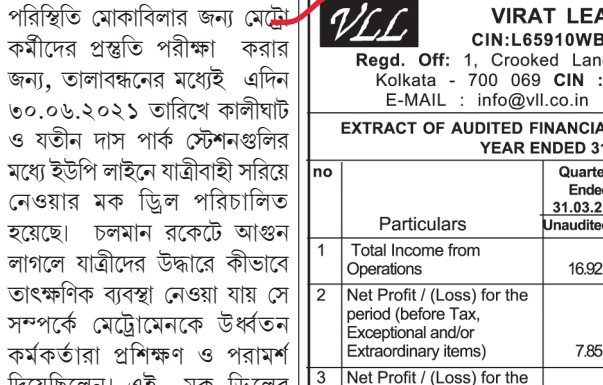 পরিস্থিতি মোকাবিলার জন্য মেট্রো
কর্মীদের প্রস্তুতি পরীক্ষা করার
জন্য, তালাবন্ধনের মধ্যেই এদিন
৩০.০৬.২০২১ তারিখে কালীঘাট
ও যতীন দাস পার্ক স্টেশনগুলির
মধ্যে ইউপি লাইনে যাত্রীবাহী সরিয়ে
নেওয়ার মক ড্রিল পরিচালিত
হয়েছে। চলমান রকেটে আগুন
লাগলে যাত্রীদের উদ্ধারে কীভাবে
তাৎক্ষণিক ব্যবস্থা নেওয়া যায় সে
সম্পর্কে মেট্রোমেনকে উর্ধ্বতন
কর্মকর্তারা প্রশিক্ষণ ও পরামর্শ
VLL
VIRAT LEA
CIN:L65910WB
Regd. Off: 1, Crooked Lan
Kolkata - 700 069 CIN :
E-MAIL : info@vll.co.in
EXTRACT OF AUDITED FINANCIA
YEAR ENDED 31
no Particulars Quarte
Ende
31.03.2
Unaudite
1 Total Income from
Operations 16.92
2 Net Profit / (Loss) for the
period (before Tax,
Exceptional and/or
Extraordinary items) 7.85
3 Net Profit / (Loss) for the